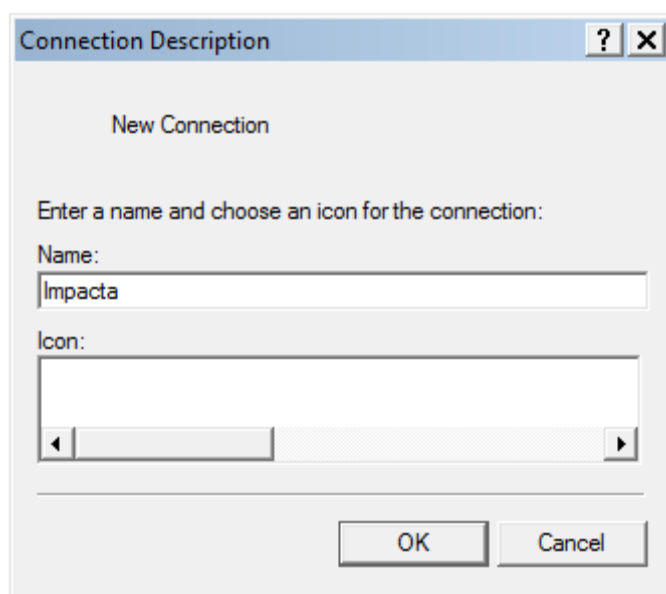 Connection Description
New Connection
Enter a name and choose an icon for the connection:
Name:
Impacta
Icon:
OK Cancel